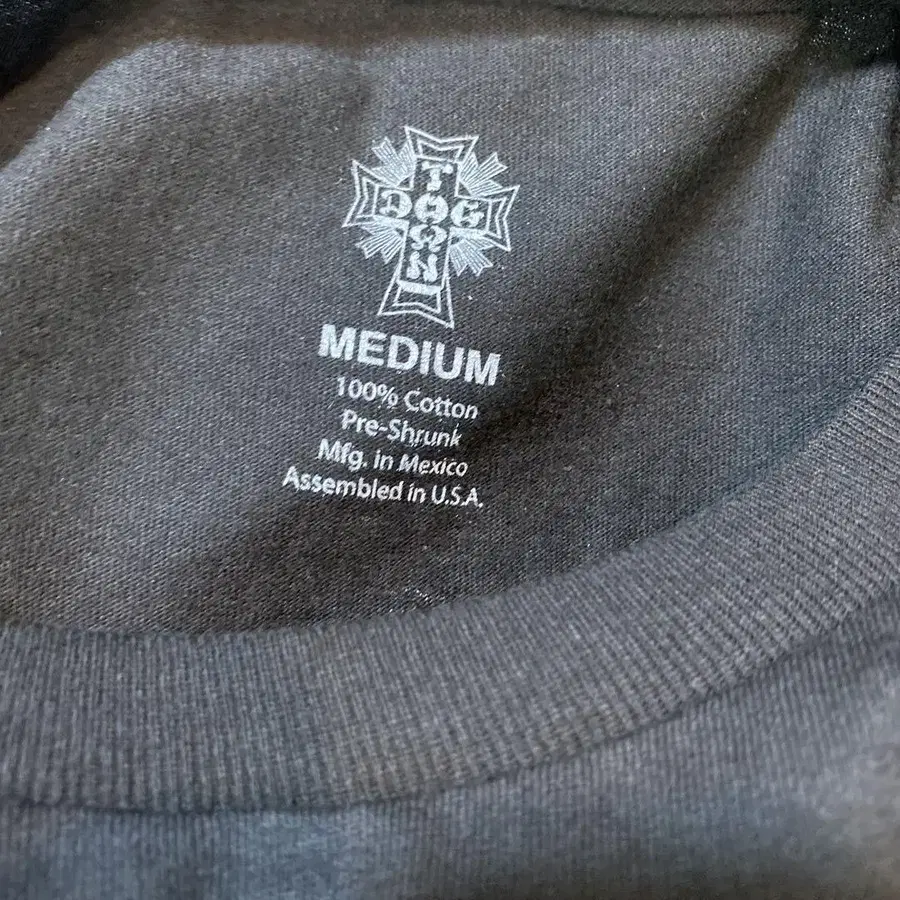 DOG TOWN
MEDIUM
100% Cotton
Pre-Shrunk
Mfg. in Mexico
Assembled in U.S.A.